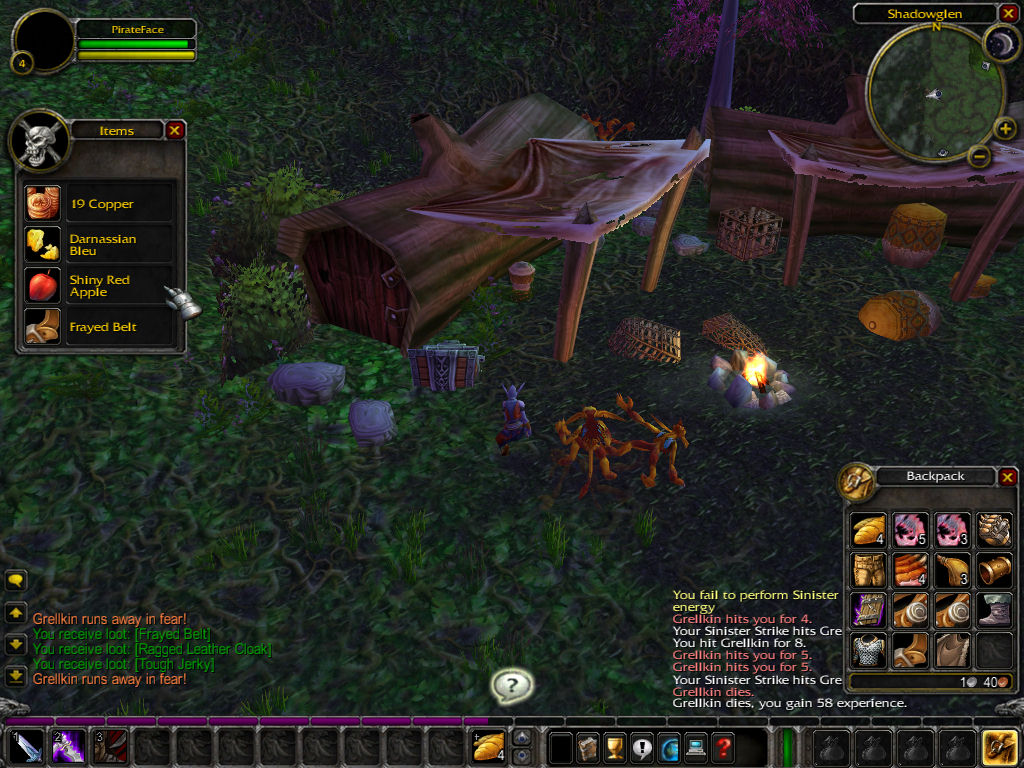 PirateFace
4
Shadowglen
N
Items
19 Copper
Darnassian
Bleu
Shiny Red
Apple
Frayed Belt
Backpack
4 5 3
4 3
1 40
Grellkin runs away in fear!
You receive loot: [Frayed Belt]
You receive loot: [Ragged Leather Cloak]
You receive loot: [Tough Jerky]
Grellkin runs away in fear!
You fail to perform Sinister
energy
Grellkin hits you for 4.
Your Sinister Strike hits Gre
You hit Grellkin for 8.
Grellkin hits you for 5.
Grellkin hits you for 5.
Your Sinister Strike hits Gre
Grellkin dies.
Grellkin dies, you gain 58 experience.
?
1 2 3 + 4 ! ?